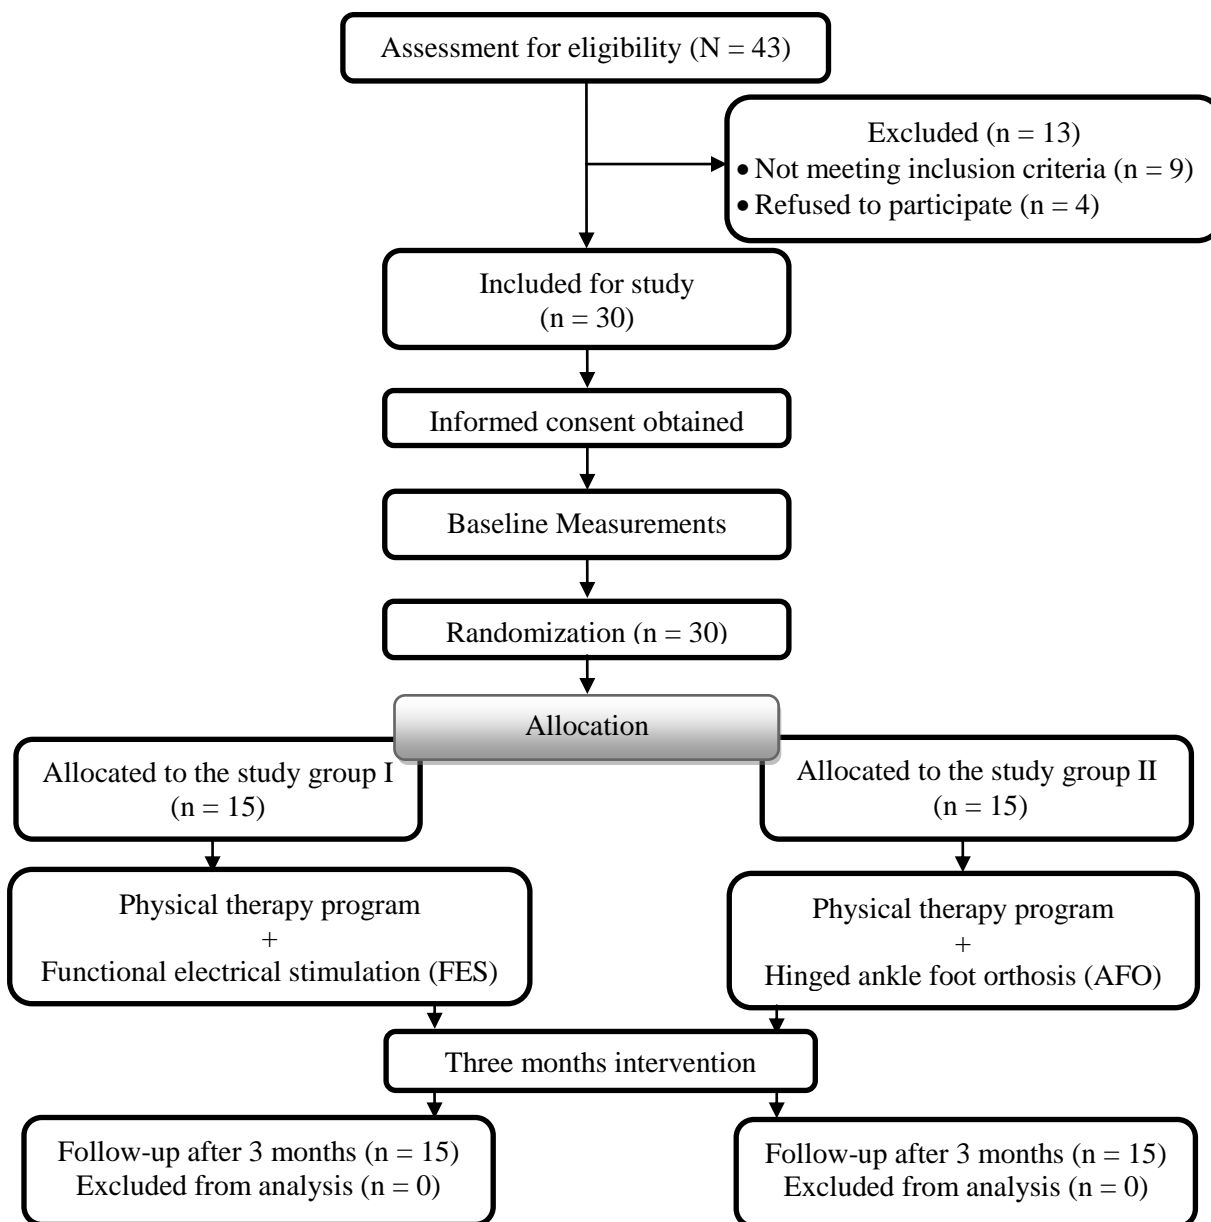 Assessment for eligibility (N = 43)
Excluded (n = 13)
• Not meeting inclusion criteria (n = 9)
• Refused to participate (n = 4)
Included for study
(n = 30)
Informed consent obtained
Baseline Measurements
Randomization (n = 30)
Allocation
Allocated to the study group I
(n = 15)
Allocated to the study group II
(n = 15)
Physical therapy program
+
Functional electrical stimulation (FES)
Physical therapy program
+
Hinged ankle foot orthosis (AFO)
Three months intervention
Follow-up after 3 months (n = 15)
Excluded from analysis (n = 0)
Follow-up after 3 months (n = 15)
Excluded from analysis (n = 0)